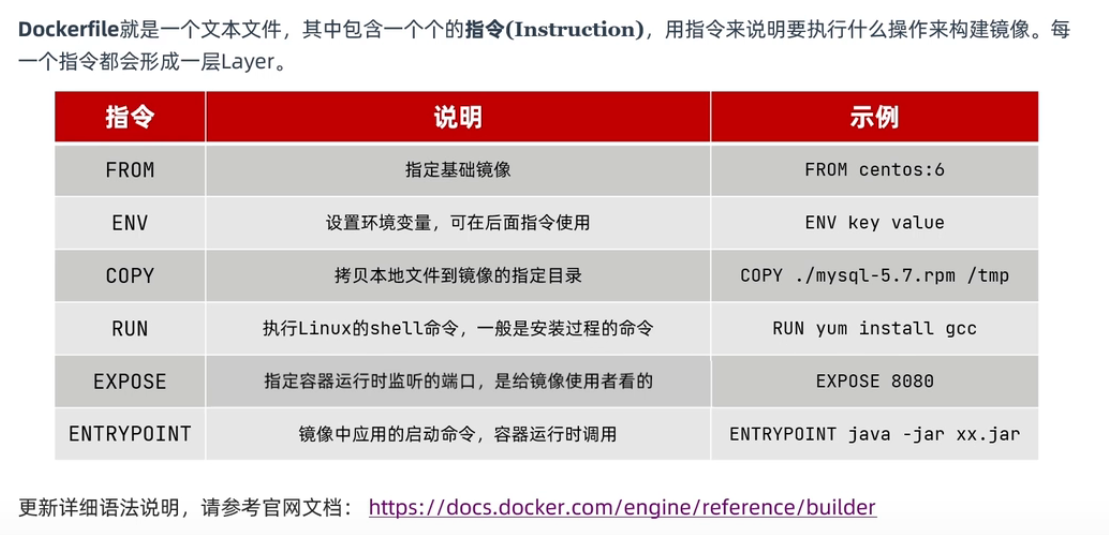 Dockerfile就是一个文本文件，其中包含一个个的指令(Instruction)，用指令来说明要执行什么操作来构建镜像。每
一个指令都会形成一层Layer。
指令 说明 示例
FROM 指定基础镜像 FROM centos:6
ENV 设置环境变量，可在后面指令使用 ENV key value
COPY 拷贝本地文件到镜像的指定目录 COPY ./mysql-5.7.rpm /tmp
RUN 执行Linux的shell命令，一般是安装过程的命令 RUN yum install gcc
EXPOSE 指定容器运行时监听的端口，是给镜像使用者看的 EXPOSE 8080
ENTRYPOINT 镜像中应用的启动命令，容器运行时调用 ENTRYPOINT java -jar xx.jar
更新详细语法说明，请参考官网文档： https://docs.docker.com/engine/reference/builder